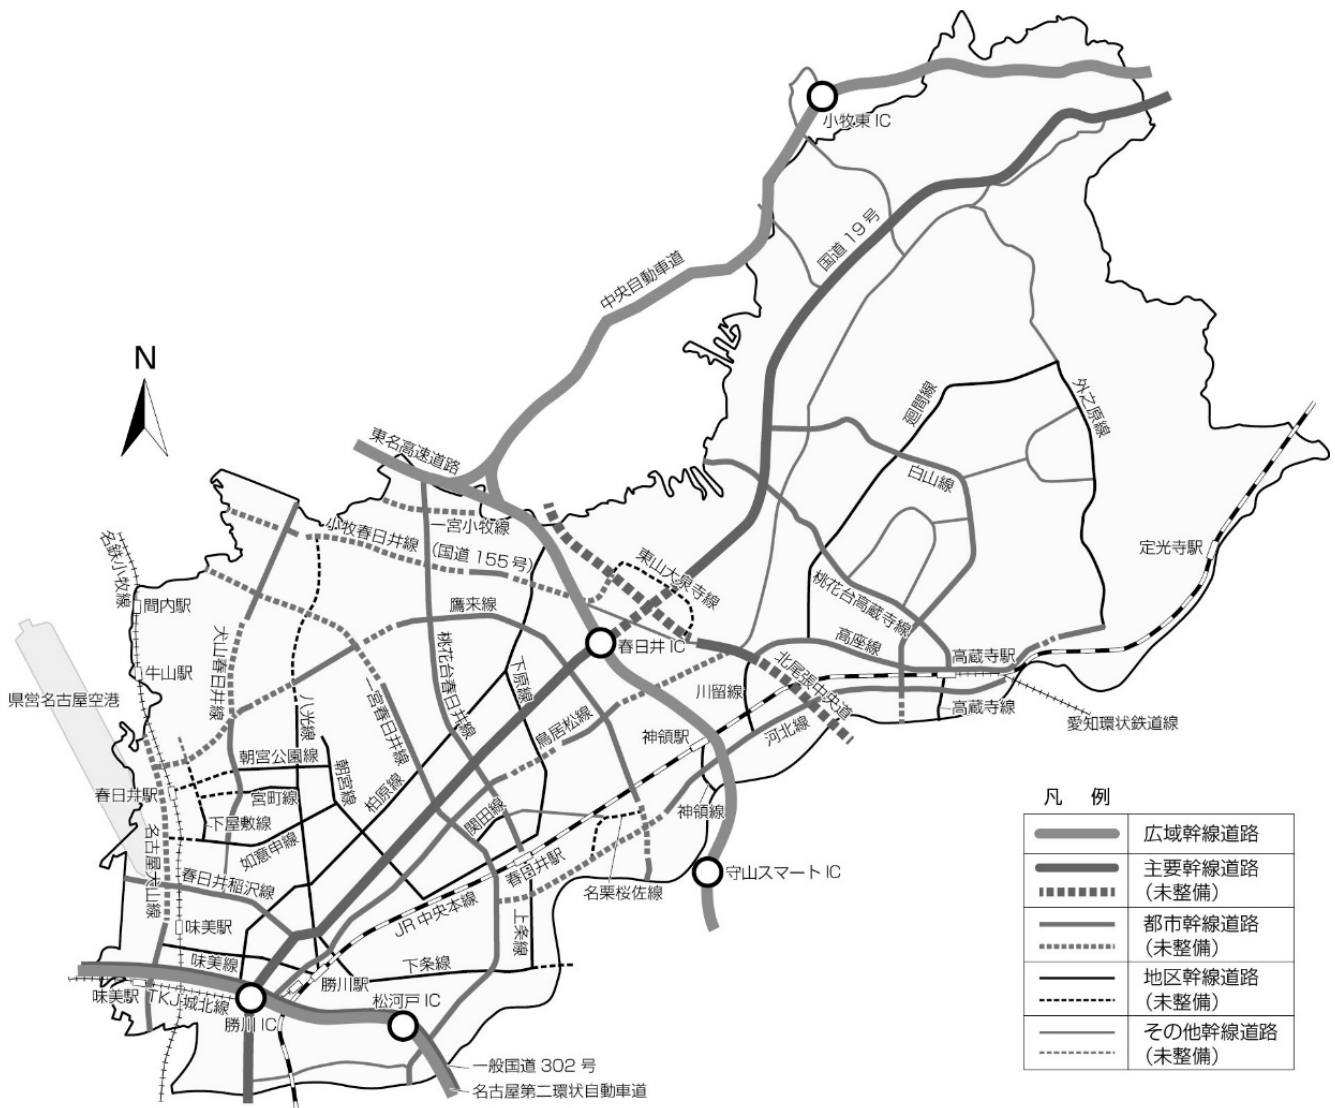 小牧東 IC
国道 19 号
中央自動車道
N
東名高速道路
廻間線
外之原線
白山線
定光寺駅
名鉄小牧線
一宮小牧線
小牧春日井線
(国道 155 号)
東山大泉寺線
間内駅
鷹来線
桃花台高蔵寺線
高座線
高蔵寺駅
春日井 IC
犬山春日井線
桃花台春日井線
下原線
北尾張中央道
牛山駅
県営名古屋空港
八光線
一宮春日井線
川留線
高蔵寺線
愛知環状鉄道線
鳥居松線
神領駅
河北線
朝宮公園線
朝宮線
柏原線
春日井駅
宮町線
神領線
下屋敷線
関田線
如意申線
名古屋犬山線
春日井駅
守山スマート IC
春日井稲沢線
名栗桜佐線
JR 中央本線
上条線
味美駅
味美線
下条線
勝川駅
味美駅
TKJ 城北線
松河戸 IC
勝川 IC
一般国道 302 号
名古屋第二環状自動車道
凡 例
広域幹線道路
主要幹線道路
(未整備)
都市幹線道路
(未整備)
地区幹線道路
(未整備)
その他幹線道路
(未整備)